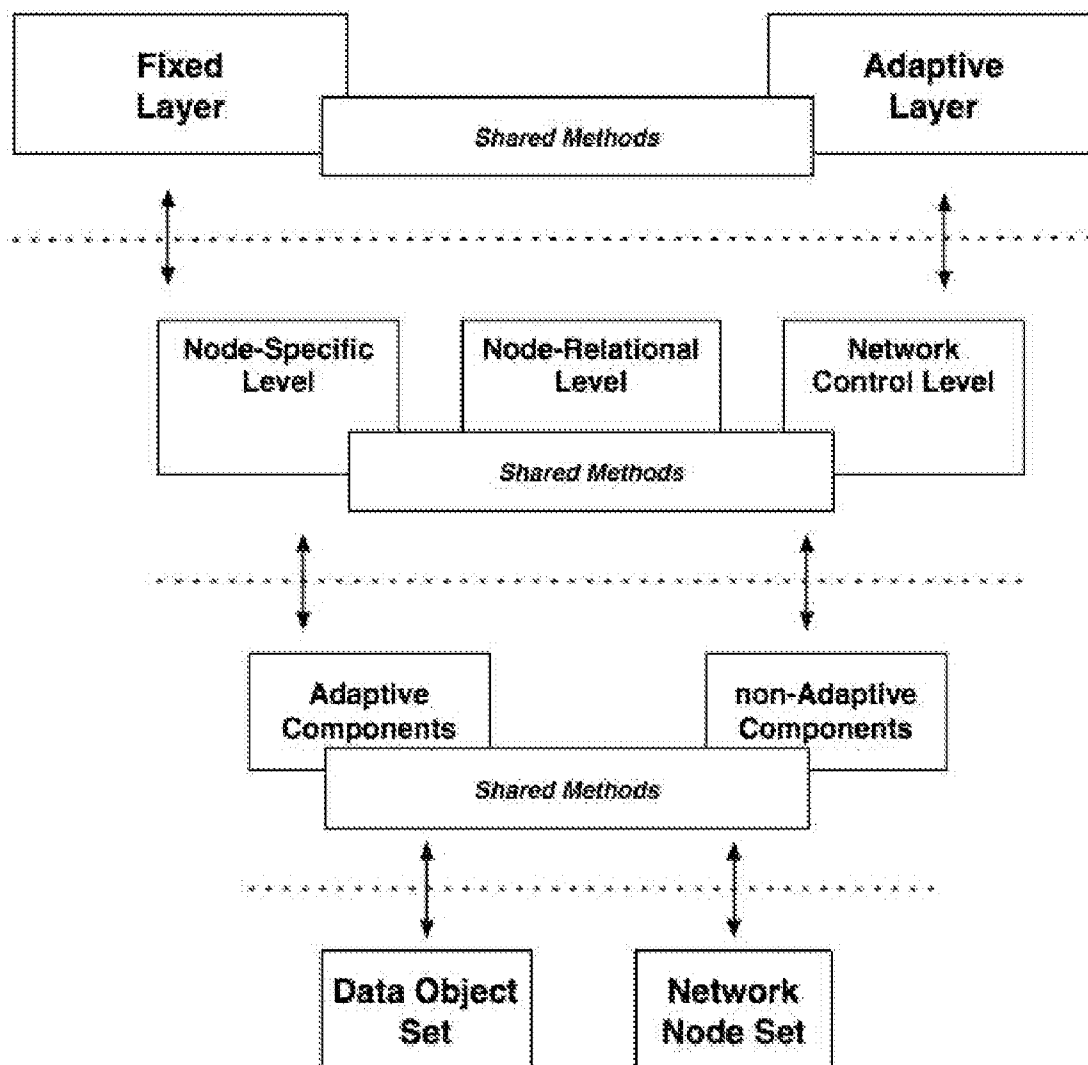 Fixed
Layer
Adaptive
Layer
Shared Methods
Node-Specific
Level
Node-Relational
Level
Network
Control Level
Shared Methods
Adaptive
Components
non-Adaptive
Components
Shared Methods
Data Object
Set
Network
Node Set